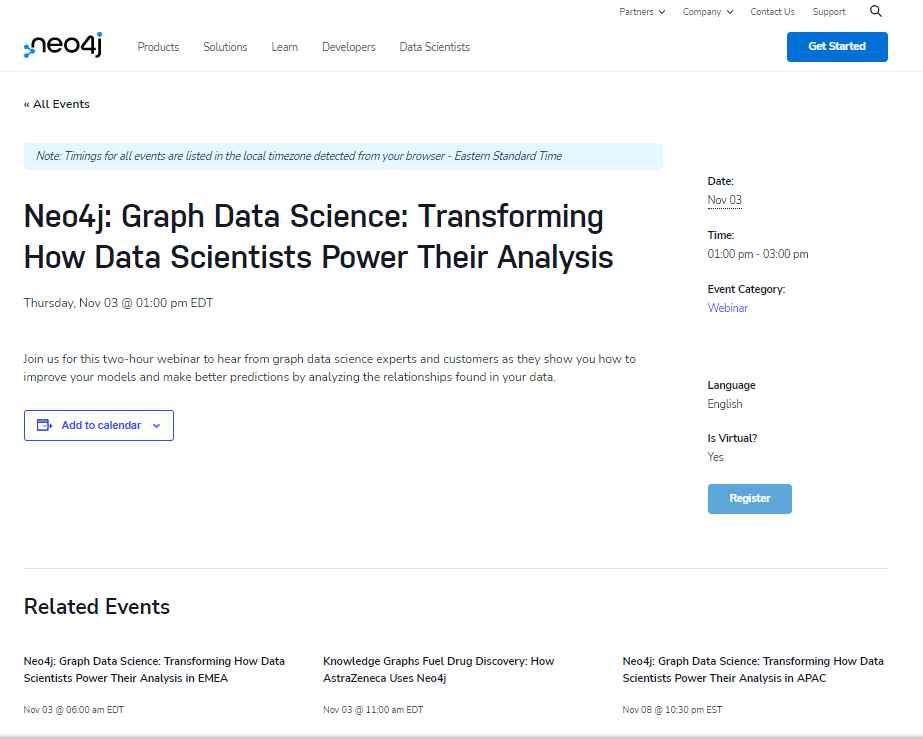 Partners Company Contact Us Support
neo4j Products Solutions Learn Developers Data Scientists Get Started
« All Events
Note: Timings for all events are listed in the local timezone detected from your browser - Eastern Standard Time
Neo4j: Graph Data Science: Transforming
How Data Scientists Power Their Analysis
Thursday, Nov 03 @ 01:00 pm EDT
Join us for this two-hour webinar to hear from graph data science experts and customers as they show you how to
improve your models and make better predictions by analyzing the relationships found in your data.
Add to calendar
Date:
Nov 03
Time:
01:00 pm - 03:00 pm
Event Category:
Webinar
Language
English
Is Virtual?
Yes
Register
Related Events
Neo4j: Graph Data Science: Transforming How Data
Scientists Power Their Analysis in EMEA
Nov 03 @ 06:00 am EDT
Knowledge Graphs Fuel Drug Discovery: How
AstraZeneca Uses Neo4j
Nov 03 @ 11:00 am EDT
Neo4j: Graph Data Science: Transforming How Data
Scientists Power Their Analysis in APAC
Nov 08 @ 10:30 pm EST